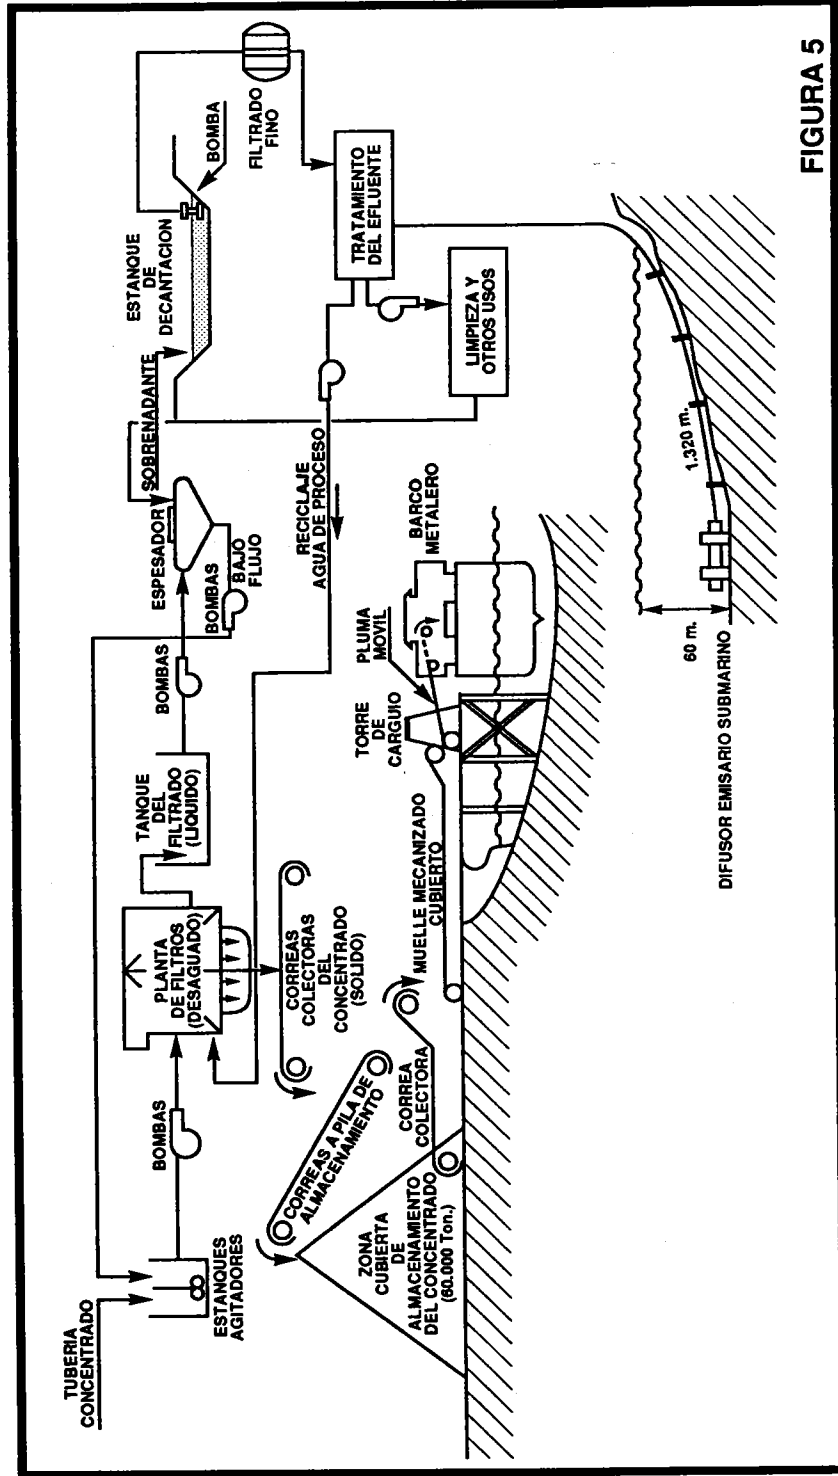 TUBERIA
CONCENTRADO
ESTANQUES
AGITADORES
BOMBAS
PLANTA
DE FILTROS
(DESAGUADO)
TANQUE
DEL
FILTRADO
(LIQUIDO)
BOMBAS
ESPESADOR
BOMBAS
BAJO
FLUJO
SOBRENADANTE
ESTANQUE
DE
DECANTACION
BOMBA
FILTRADO
FINO
TRATAMIENTO
DEL EFLUENTE
LIMPIEZA Y
OTROS USOS
RECICLAJE
AGUA DE PROCESO
CORREAS
COLECTORAS
DEL
CONCENTRADO
(SOLIDO)
CORREAS A PILA DE
ALMACENAMIENTO
ZONA
CUBIERTA
DE
ALMACENAMIENTO
DEL CONCENTRADO
(60.000 Ton.)
CORREA
COLECTORA
MUELLE MECANIZADO
CUBIERTO
TORRE
DE
CARGUIO
PLUMA
MOVIL
BARCO
METALERO
1.320 m.
60 m.
DIFUSOR EMISARIO SUBMARINO
FIGURA 5